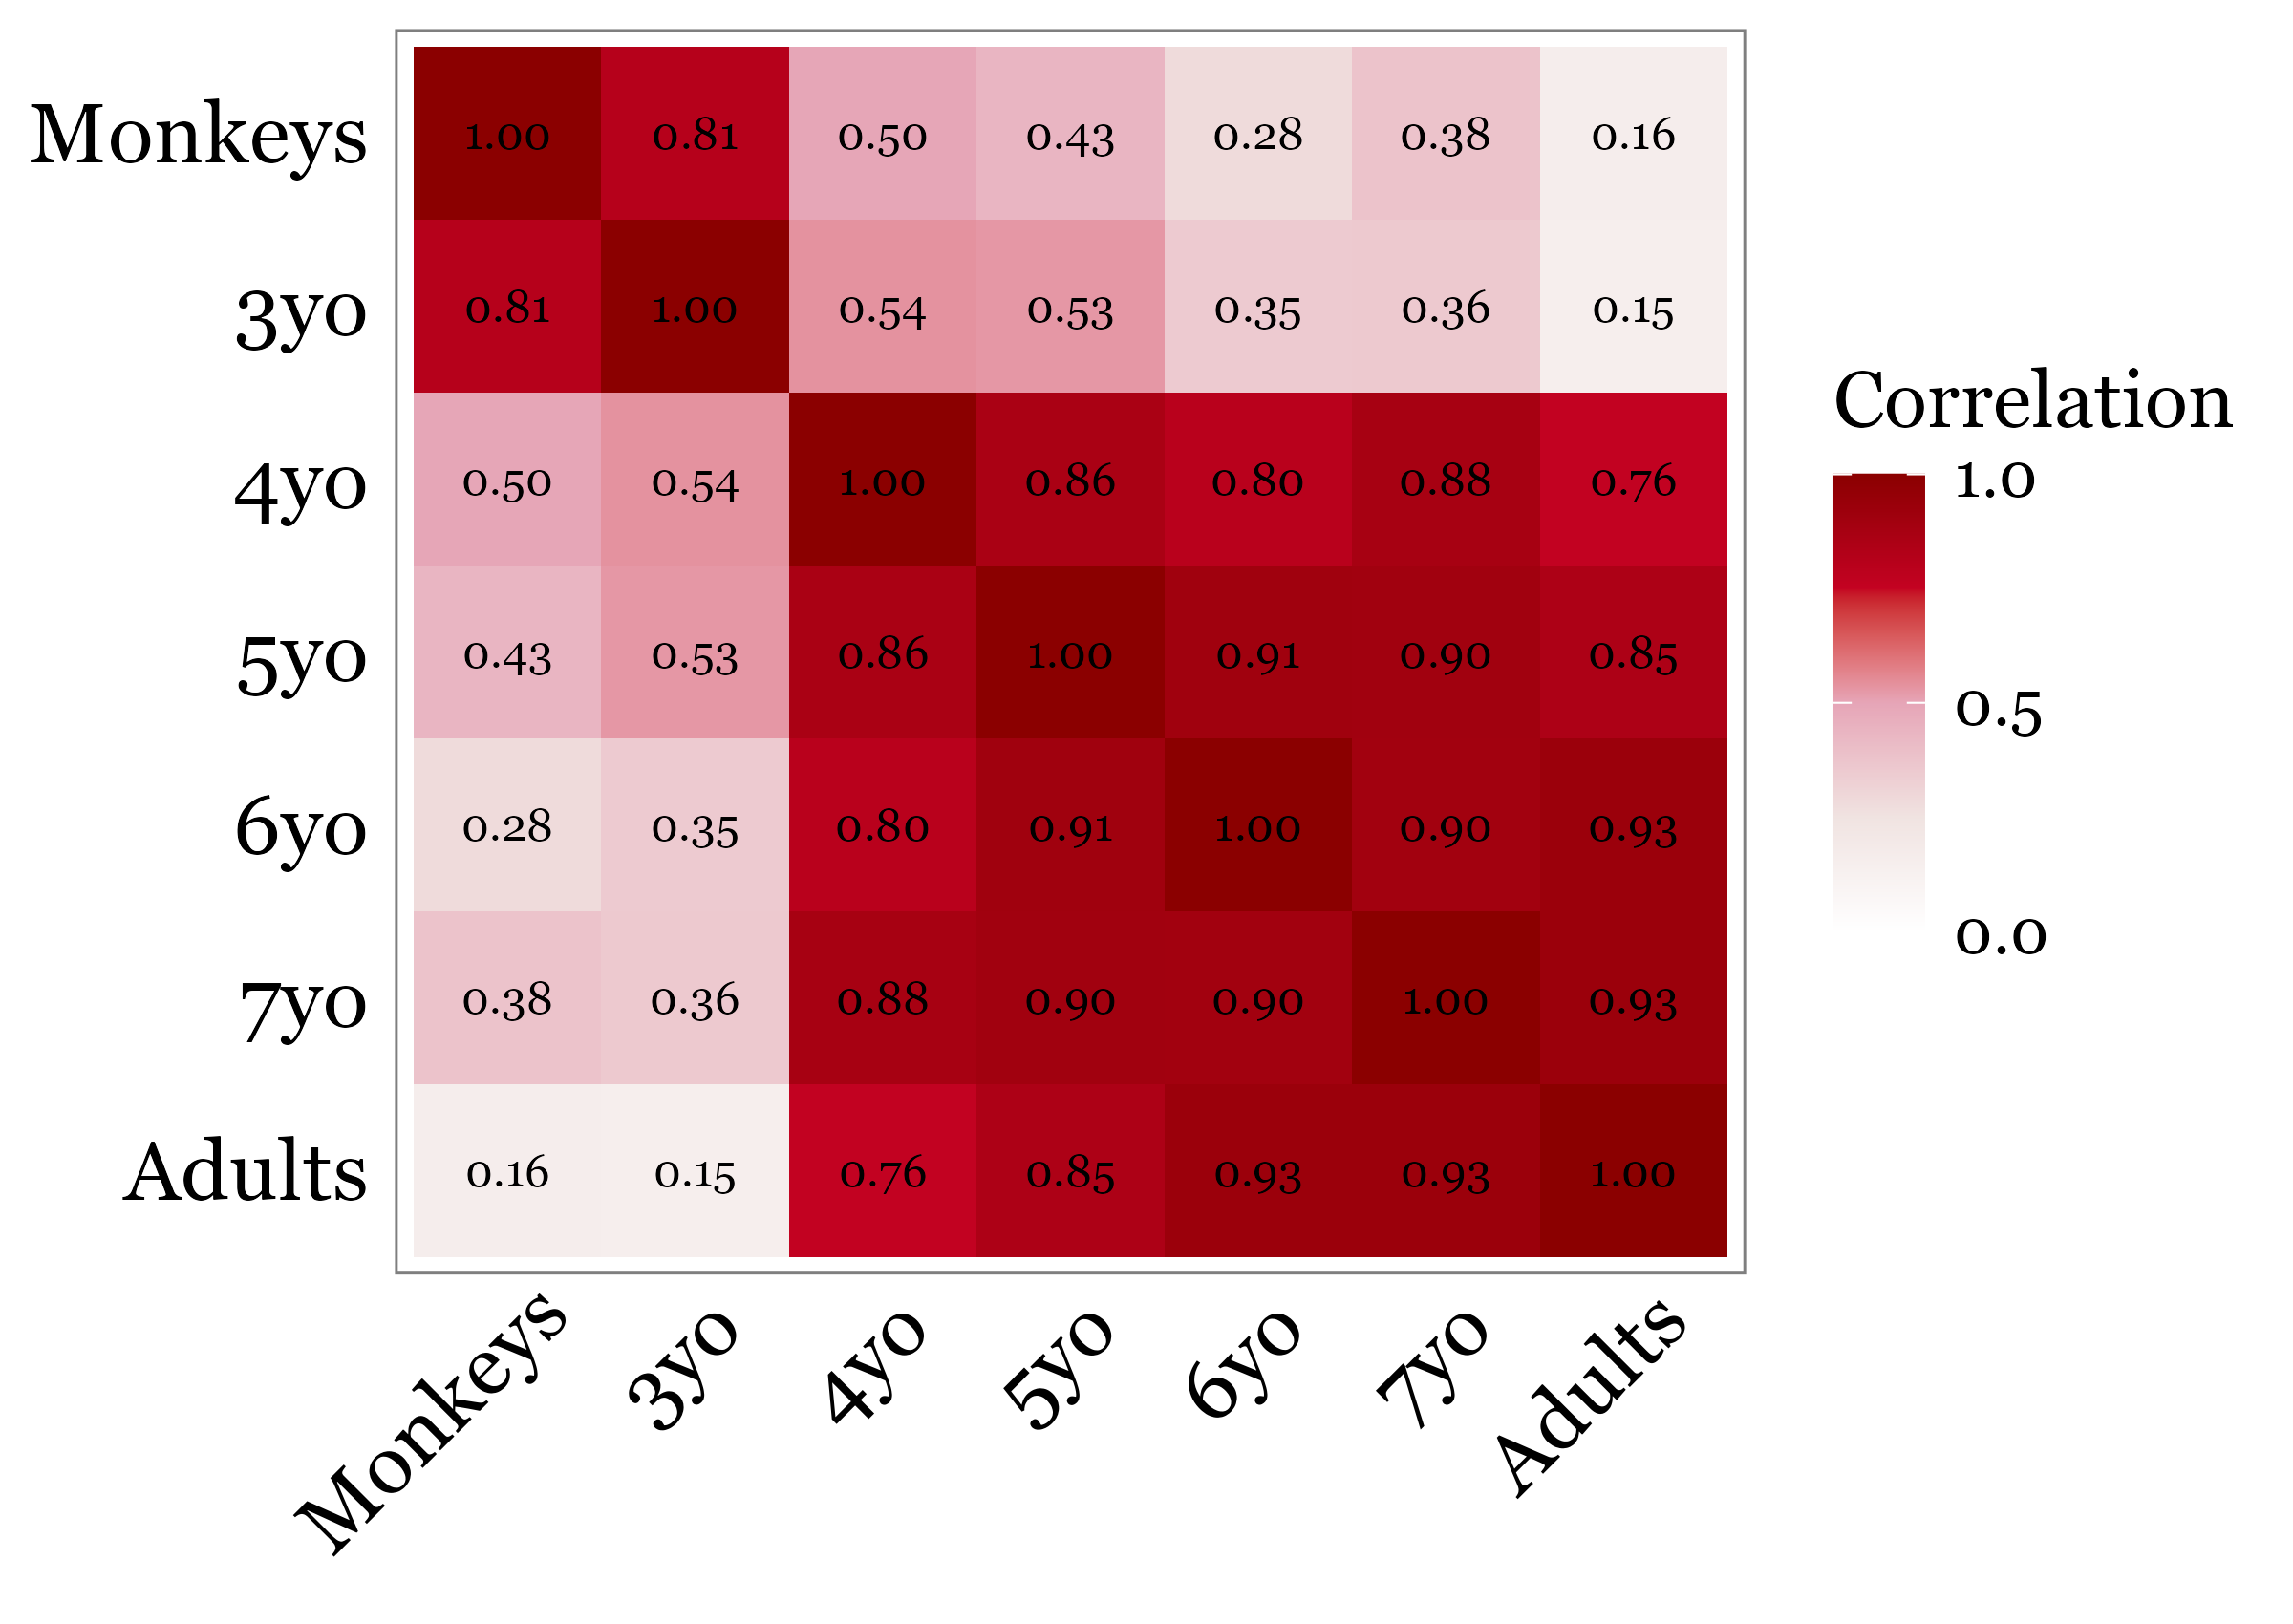 Monkeys 1.00 0.81 0.50 0.43 0.28 0.38 0.16
3yo 0.81 1.00 0.54 0.53 0.35 0.36 0.15
4yo 0.50 0.54 1.00 0.86 0.80 0.88 0.76
5yo 0.43 0.53 0.86 1.00 0.91 0.90 0.85
6yo 0.28 0.35 0.80 0.91 1.00 0.90 0.93
7yo 0.38 0.36 0.88 0.90 0.90 1.00 0.93
Adults 0.16 0.15 0.76 0.85 0.93 0.93 1.00
Monkeys 3yo 4yo 5yo 6yo 7yo Adults
Correlation
1.0
0.5
0.0